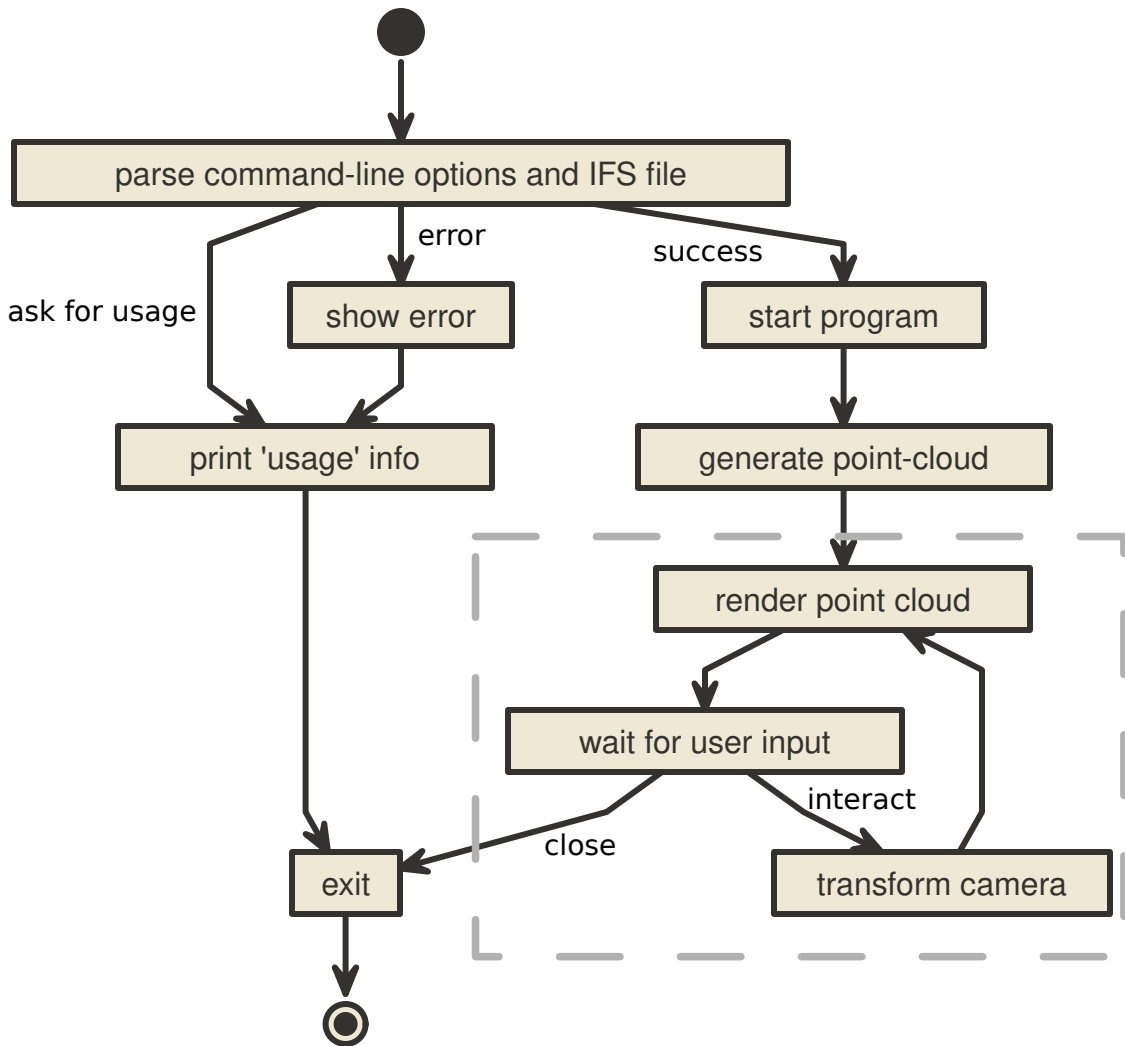 parse command-line options and IFS file
error
success
ask for usage
show error
start program
print 'usage' info
generate point-cloud
render point cloud
wait for user input
interact
close
exit
transform camera